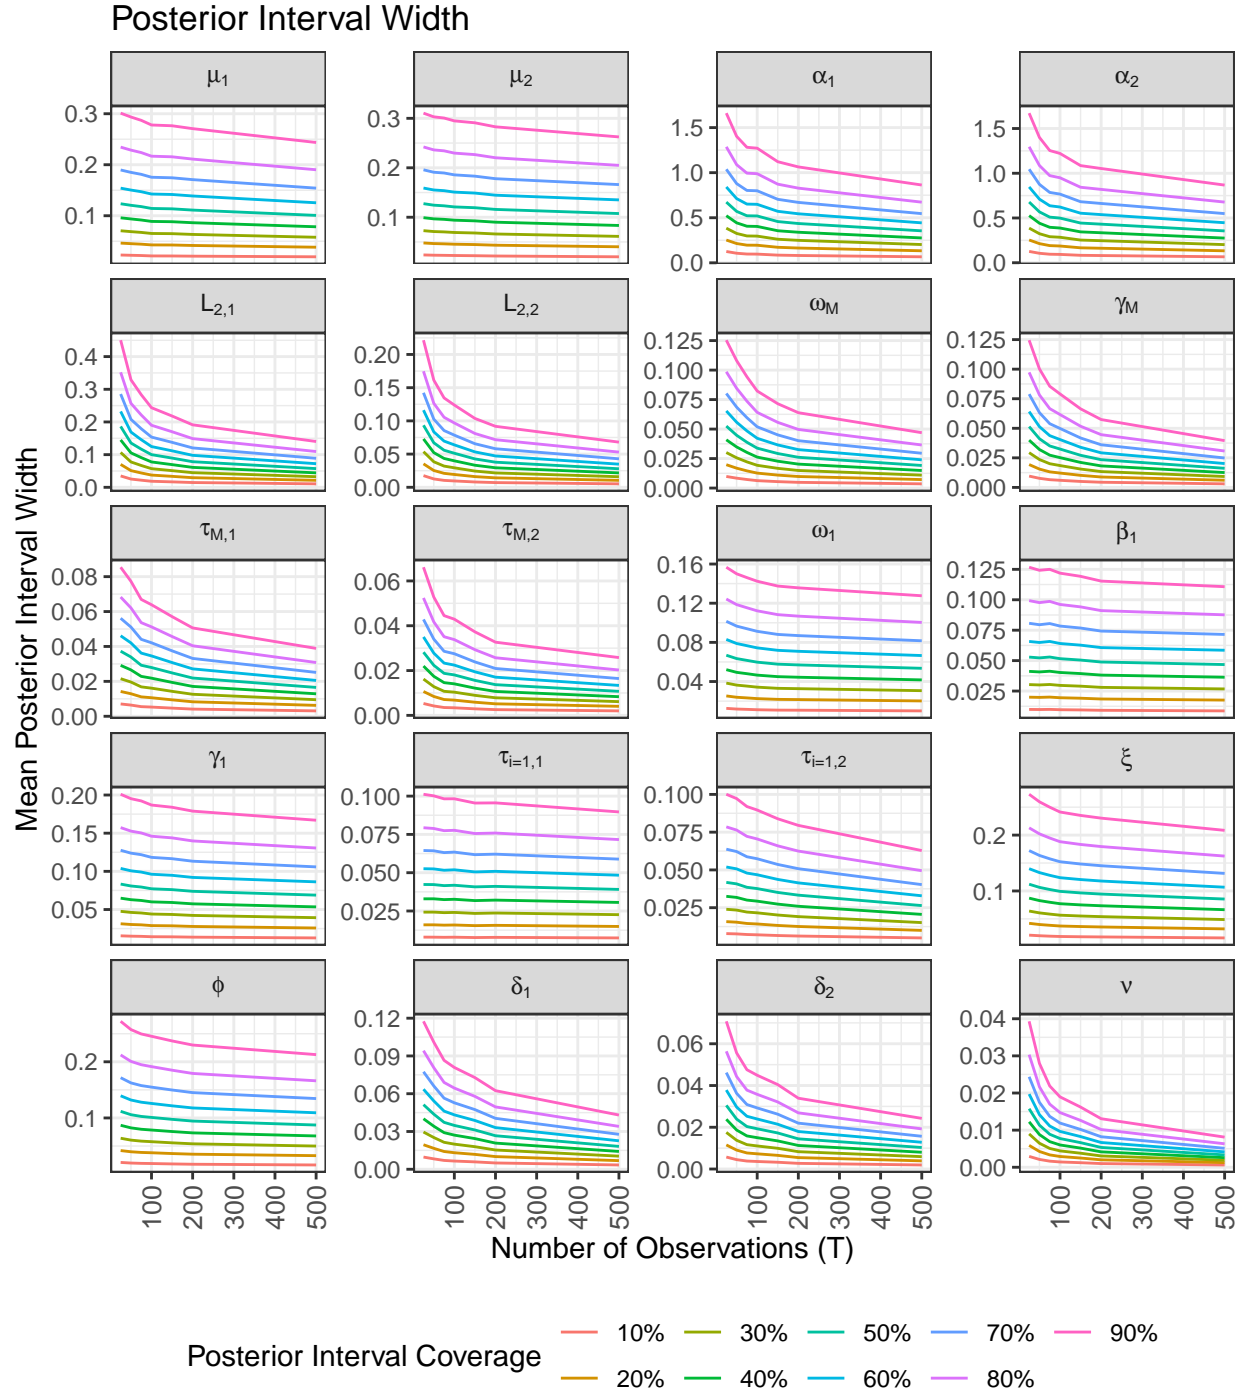 Posterior Interval Width
μ1 μ2 α1 α2
0.3 0.3 1.5 1.5
0.2 0.2 1.0 1.0
0.1 0.1 0.5 0.5
0.0 0.0
L2,1 L2,2 ωM γM
0.4 0.20 0.125 0.125
0.3 0.15 0.100 0.100
0.2 0.10 0.075 0.075
0.1 0.05 0.050 0.050
0.0 0.00 0.025 0.025
0.000 0.000
τM,1 τM,2 ω1 β1
0.08 0.06 0.16 0.125
0.06 0.04 0.12 0.100
0.04 0.02 0.08 0.075
0.02 0.00 0.04 0.050
0.00 0.025
γ1 τi=1,1 τi=1,2 ξ
0.20 0.100 0.100 0.2
0.15 0.075 0.075 0.1
0.10 0.050 0.050
0.05 0.025 0.025
ϕ δ1 δ2 ν
0.2 0.12 0.06 0.04
0.1 0.09 0.04 0.03
0.06 0.02 0.02
0.03 0.00 0.01
0.00 0.00
100 200 300 400 500 100 200 300 400 500 100 200 300 400 500 100 200 300 400 500
Mean Posterior Interval Width
Number of Observations (T)
Posterior Interval Coverage
10% 30% 50% 70% 90%
20% 40% 60% 80%